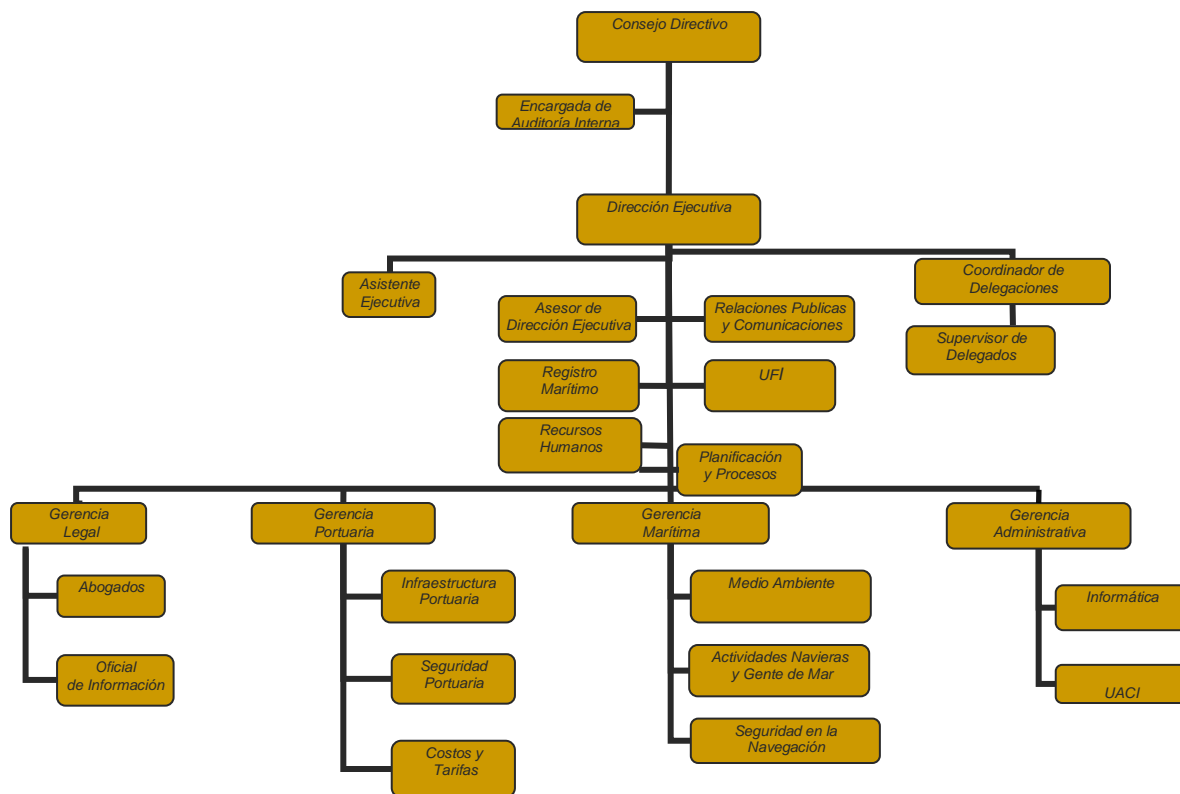 Consejo Directivo
Encargada de
Auditoría Interna
Dirección Ejecutiva
Asistente
Ejecutiva
Coordinador de
Delegaciones
Asesor de
Dirección Ejecutiva
Relaciones Publicas
y Comunicaciones
Supervisor de
Delegados
Registro
Marítimo
UFI
Recursos
Humanos
Planificación
y Procesos
Gerencia
Legal
Gerencia
Portuaria
Gerencia
Marítima
Gerencia
Administrativa
Abogados
Infraestructura
Portuaria
Medio Ambiente
Informática
Oficial
de Información
Seguridad
Portuaria
Actividades Navieras
y Gente de Mar
UACI
Costos y
Tarifas
Seguridad en la
Navegación